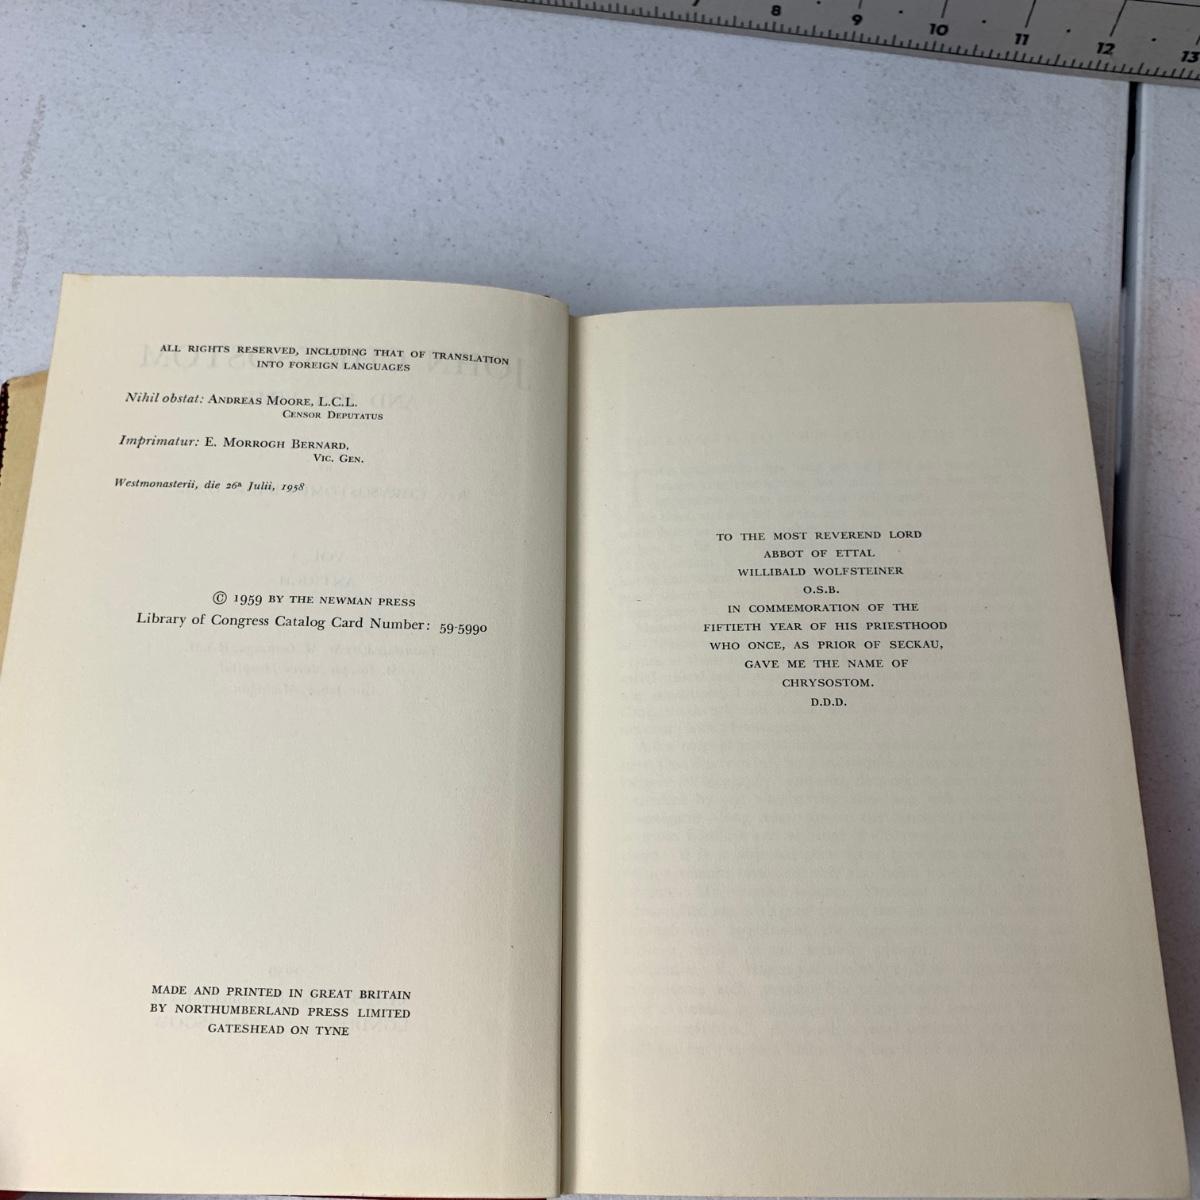 7 8 9 10 11 12 13
ALL RIGHTS RESERVED, INCLUDING THAT OF TRANSLATION
INTO FOREIGN LANGUAGES
Nihil obstat: ANDREAS MOORE, L.C.L.
CENSOR DEPUTATUS
Imprimatur: E. MORROGH BERNARD,
VIC. GEN.
Westmonasterii, die 26ª Julii, 1958
© 1959 BY THE NEWMAN PRESS
Library of Congress Catalog Card Number: 59-5990
MADE AND PRINTED IN GREAT BRITAIN
BY NORTHUMBERLAND PRESS LIMITED
GATESHEAD ON TYNE
TO THE MOST REVEREND LORD
ABBOT OF ETTAL
WILLIBALD WOLFSTEINER
O.S.B.
IN COMMEMORATION OF THE
FIFTIETH YEAR OF HIS PRIESTHOOD
WHO ONCE, AS PRIOR OF SECKAU,
GAVE ME THE NAME OF
CHRYSOSTOM.
D.D.D.